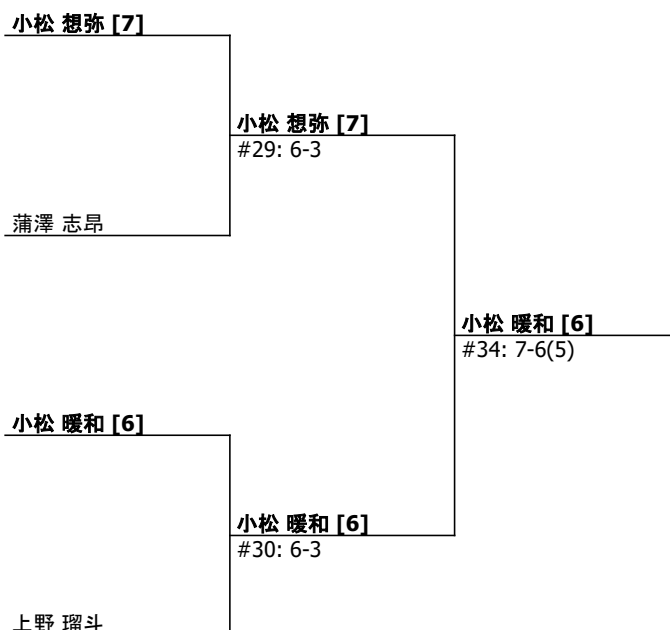 小松 想弥 [7]
小松 想弥 [7]
#29: 6-3
蒲澤 志昂
小松 暖和 [6]
#34: 7-6(5)
小松 暖和 [6]
小松 暖和 [6]
#30: 6-3
上野 瑠斗